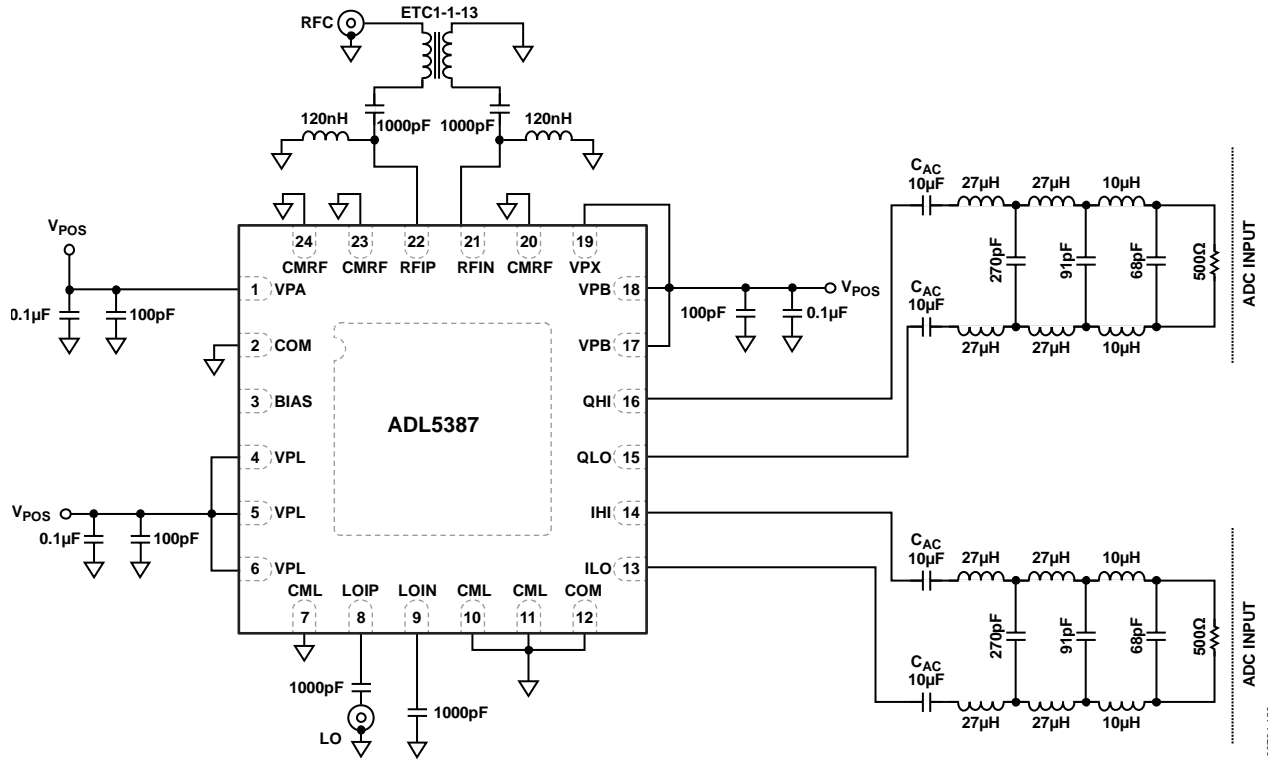 RFC
ETC1-1-13
120nH
1000pF
1000pF
120nH
VPOS
0.1µF
100pF
24
23
22
21
20
19
CMRF
CMRF
RFIP
RFIN
CMRF
VPX
1 VPA
2 COM
3 BIAS
4 VPL
5 VPL
6 VPL
VPOS
0.1µF
100pF
ADL5387
VPB 18
VPB 17
QHI 16
QLO 15
IHI 14
ILO 13
100pF
0.1µF
VPOS
CML
LOIP
LOIN
CML
CML
COM
7
8
9
10
11
12
1000pF
LO
1000pF
CAC
10µF
27µH
27µH
10µH
270pF
91pF
68pF
500Ω
ADC INPUT
CAC
10µF
27µH
27µH
10µH
CAC
10µF
27µH
27µH
10µH
270pF
91pF
68pF
500Ω
ADC INPUT
CAC
10µF
27µH
27µH
10µH